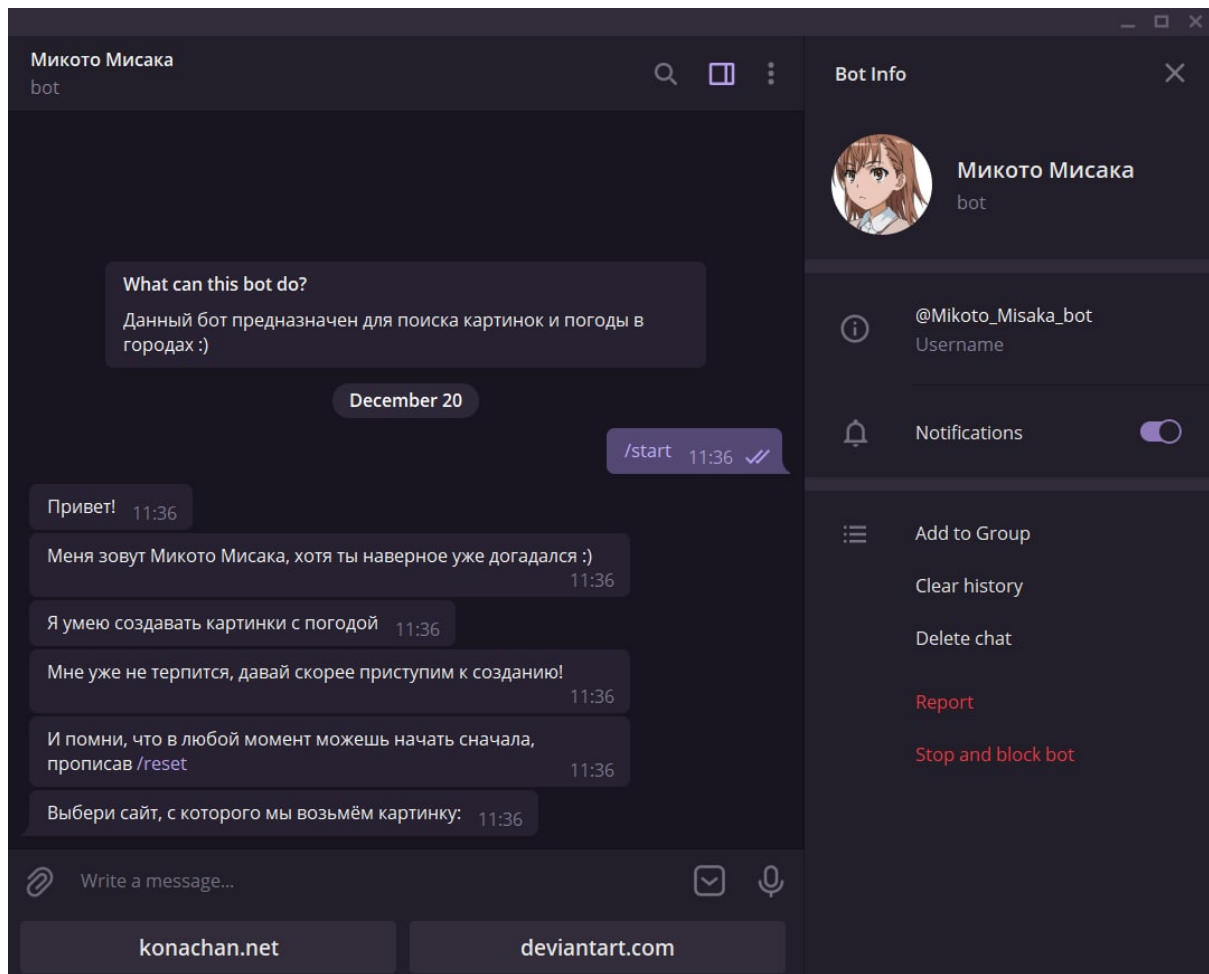 Микото Мисака
bot
What can this bot do?
Данный бот предназначен для поиска картинок и погоды в
городах :)
December 20
/start 11:36
Привет! 11:36
Меня зовут Микото Мисака, хотя ты наверное уже догадался :)
11:36
Я умею создавать картинки с погодой 11:36
Мне уже не терпится, давай скорее приступим к созданию!
11:36
И помни, что в любой момент можешь начать сначала,
прописав /reset 11:36
Выбери сайт, с которого мы возьмём картинку: 11:36
Write a message...
konachan.net deviantart.com
Bot Info
Микото Мисака
bot
@Mikoto_Misaka_bot
Username
Notifications
Add to Group
Clear history
Delete chat
Report
Stop and block bot